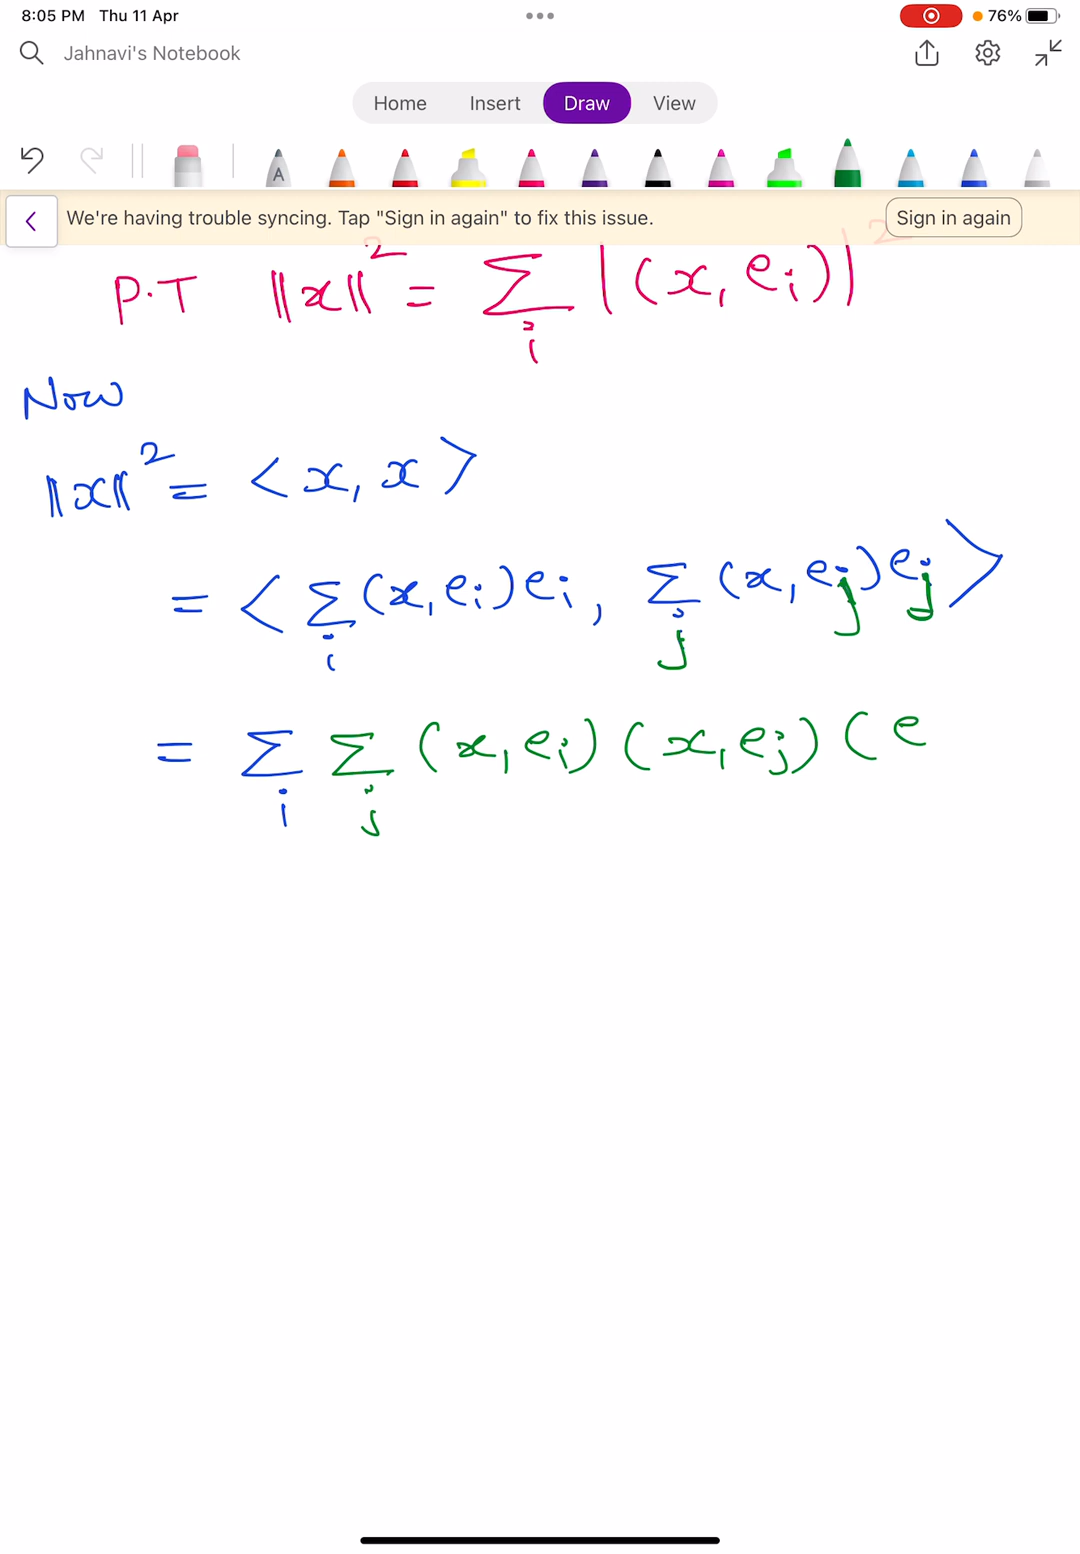 8:05 PM Thu 11 Apr 76%
Jahnavi's Notebook
Home Insert Draw View
A
We're having trouble syncing. Tap "Sign in again" to fix this issue. Sign in again
P.T ||x||² = Σ_i |(x, e_i)|²
Now
||x||² = <x, x>
= <Σ_i (x, e_i)e_i, Σ_j (x, e_j)e_j>
= Σ_i Σ_j (x, e_i) (x, e_j) (e